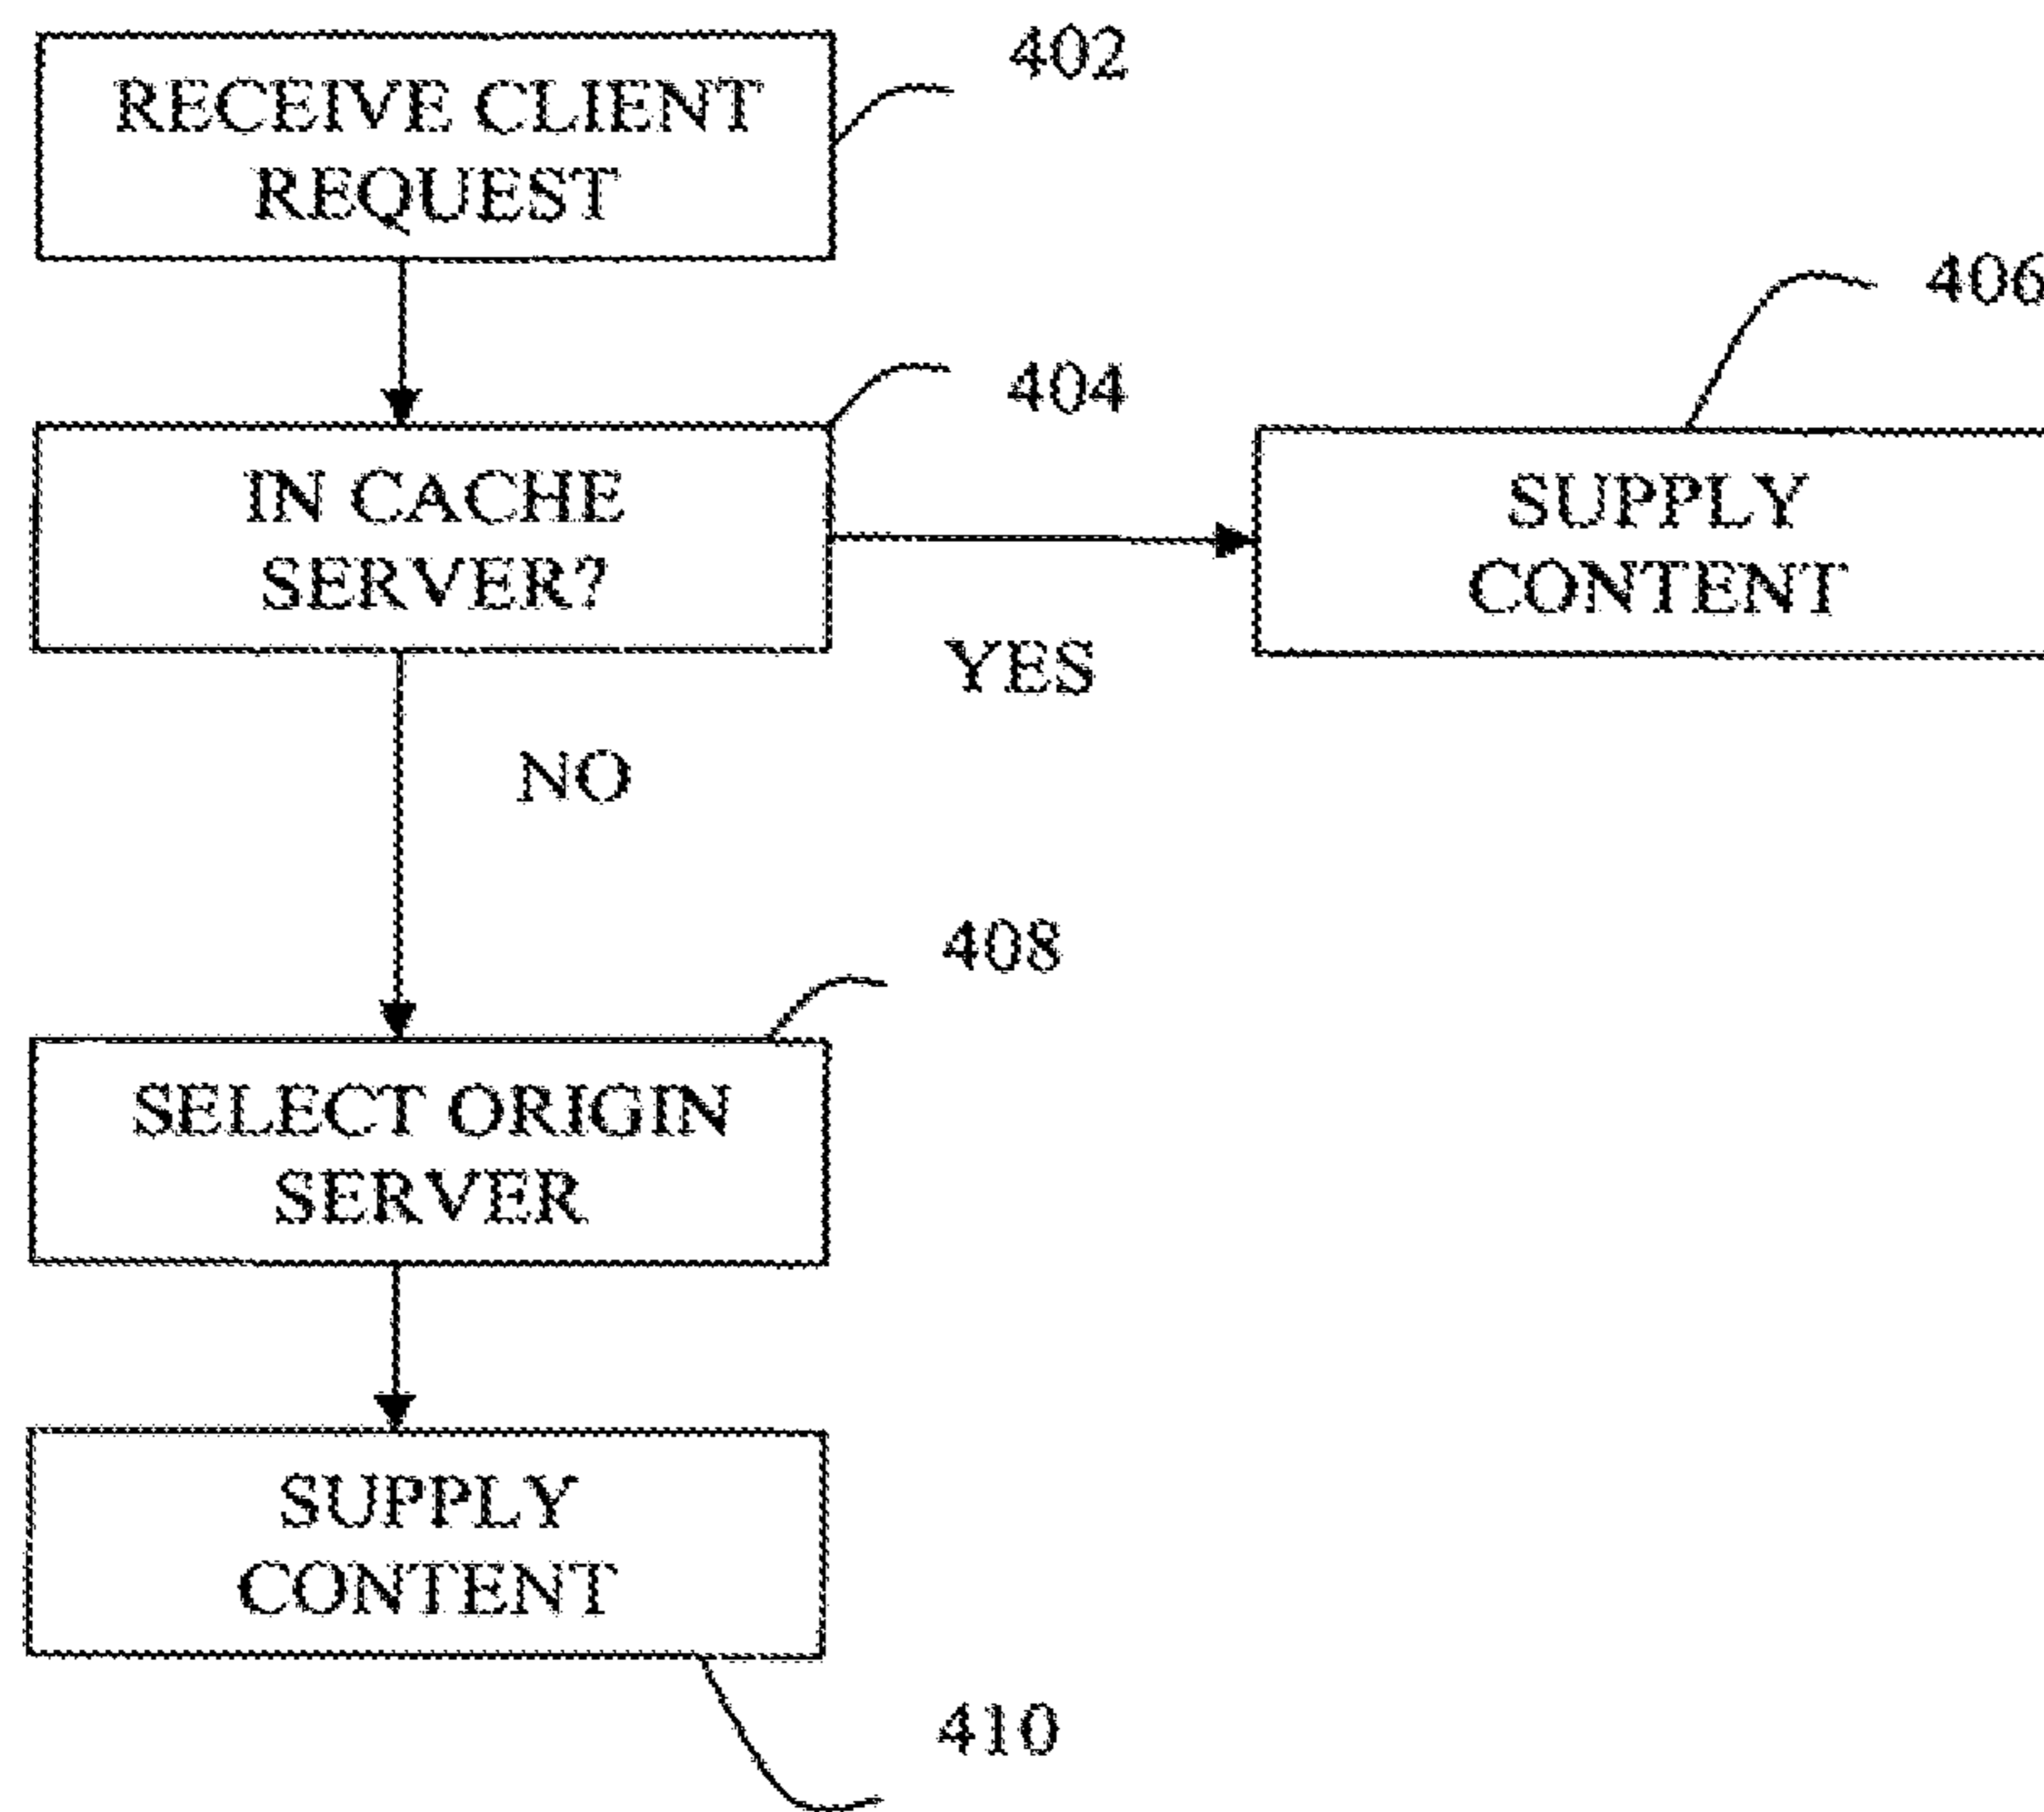 402
RECEIVE CLIENT
REQUEST
406
404
IN CACHE
SERVER?
SUPPLY
CONTENT
YES
NO
408
SELECT ORIGIN
SERVER
SUPPLY
CONTENT
410